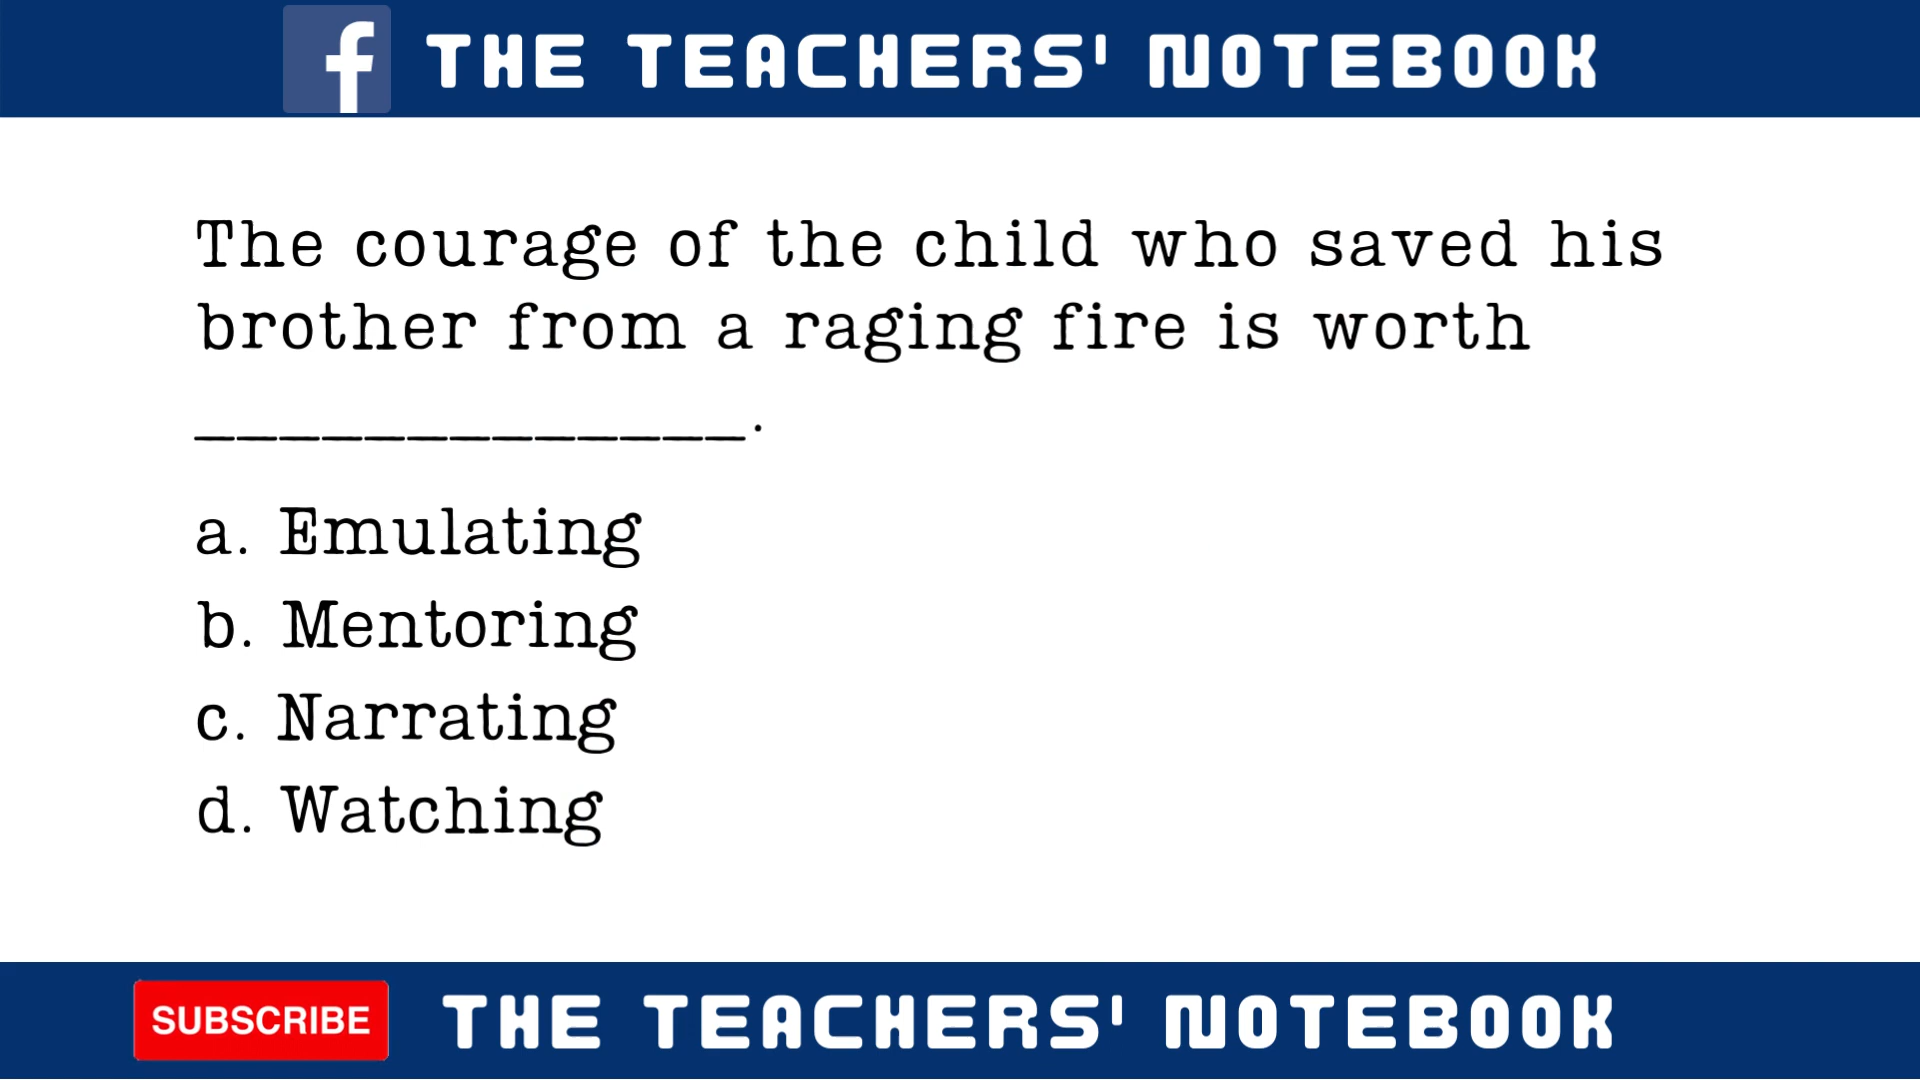 THE TEACHERS' NOTEBOOK
The courage of the child who saved his
brother from a raging fire is worth
_____________.
a. Emulating
b. Mentoring
c. Narrating
d. Watching
SUBSCRIBE THE TEACHERS' NOTEBOOK